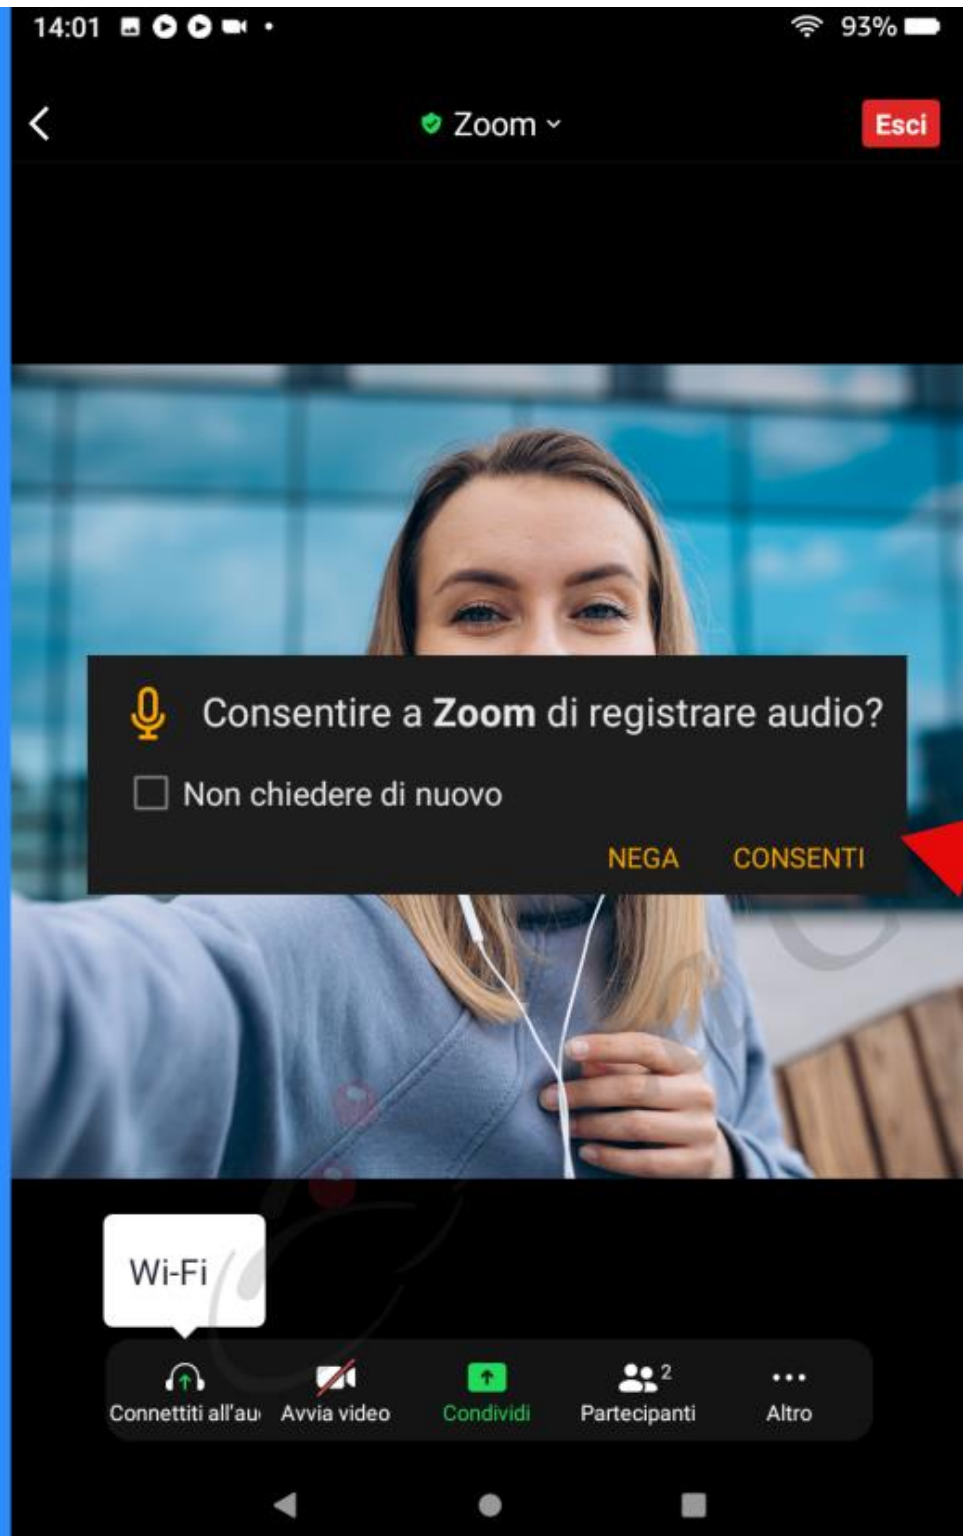 14:01 93%
Zoom
Esci
Consentire a Zoom di registrare audio?
Non chiedere di nuovo
NEGA CONSENTI
Wi-Fi
Connettiti all'au
Avvia video
Condividi
Partecipanti 2
Altro